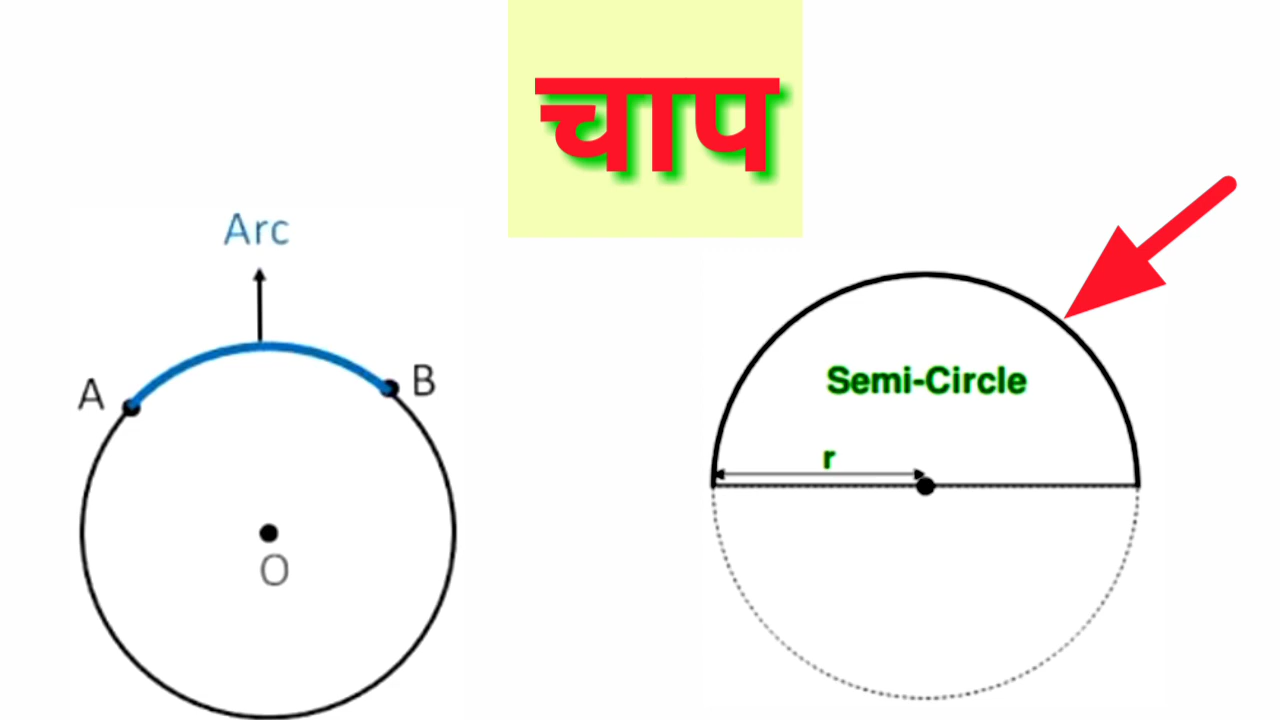 चाप
Arc
A
B
O
Semi-Circle
r